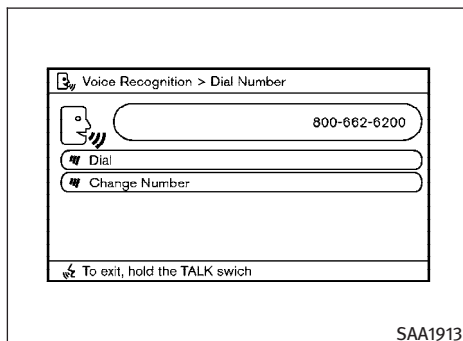 Voice Recognition > Dial Number
800-662-6200
Dial
Change Number
To exit, hold the TALK swich
SAA1913